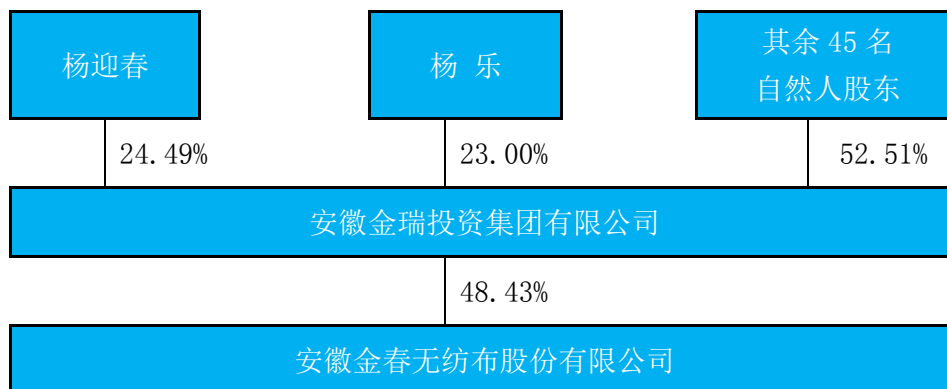 杨迎春
杨 乐
其余 45 名
自然人股东
24.49%
23.00%
52.51%
安徽金瑞投资集团有限公司
48.43%
安徽金春无纺布股份有限公司